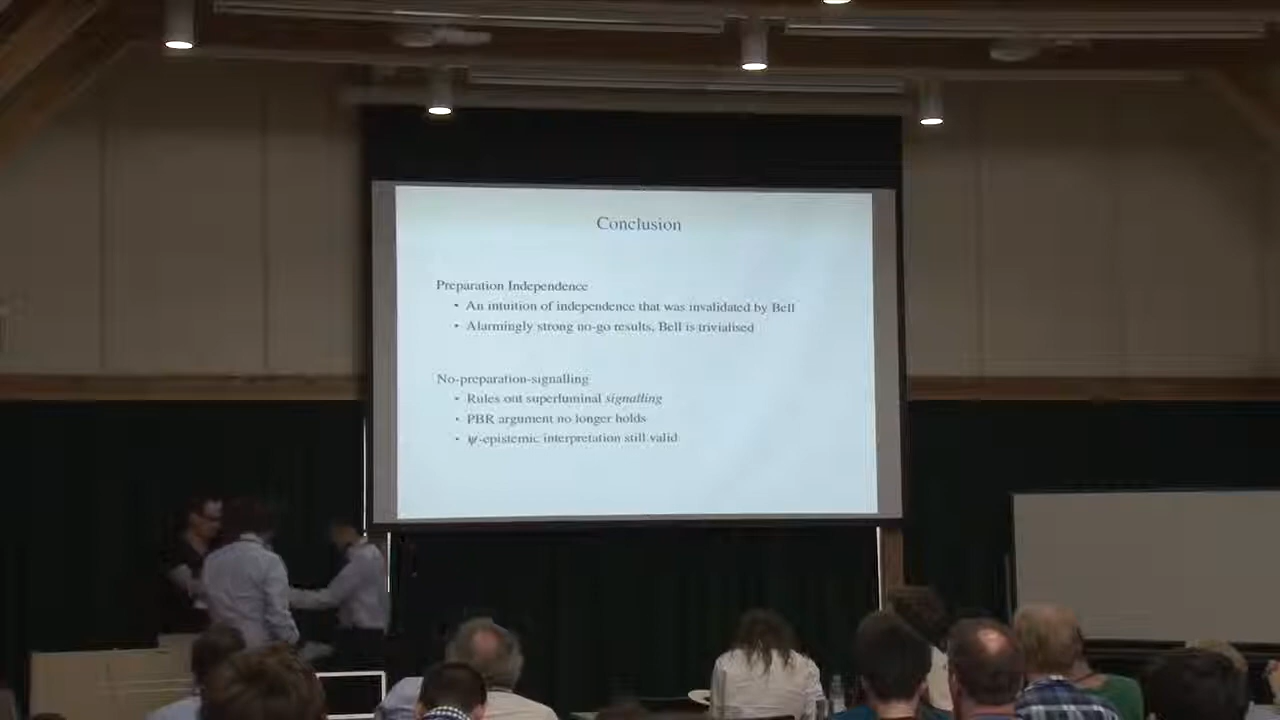 Conclusion
Preparation Independence
• An intuition of independence that was invalidated by Bell
• Alarmingly strong no-go results, Bell is trivialised
No-preparation-signalling
• Rules out superluminal signalling
• PBR argument no longer holds
• ψ-epistemic interpretation still valid